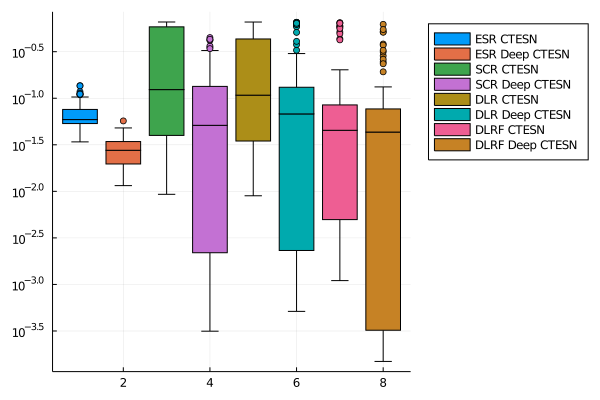 10^−0.5
10^−1.0
10^−1.5
10^−2.0
10^−2.5
10^−3.0
10^−3.5
2
4
6
8
ESR CTESN
ESR Deep CTESN
SCR CTESN
SCR Deep CTESN
DLR CTESN
DLR Deep CTESN
DLRF CTESN
DLRF Deep CTESN